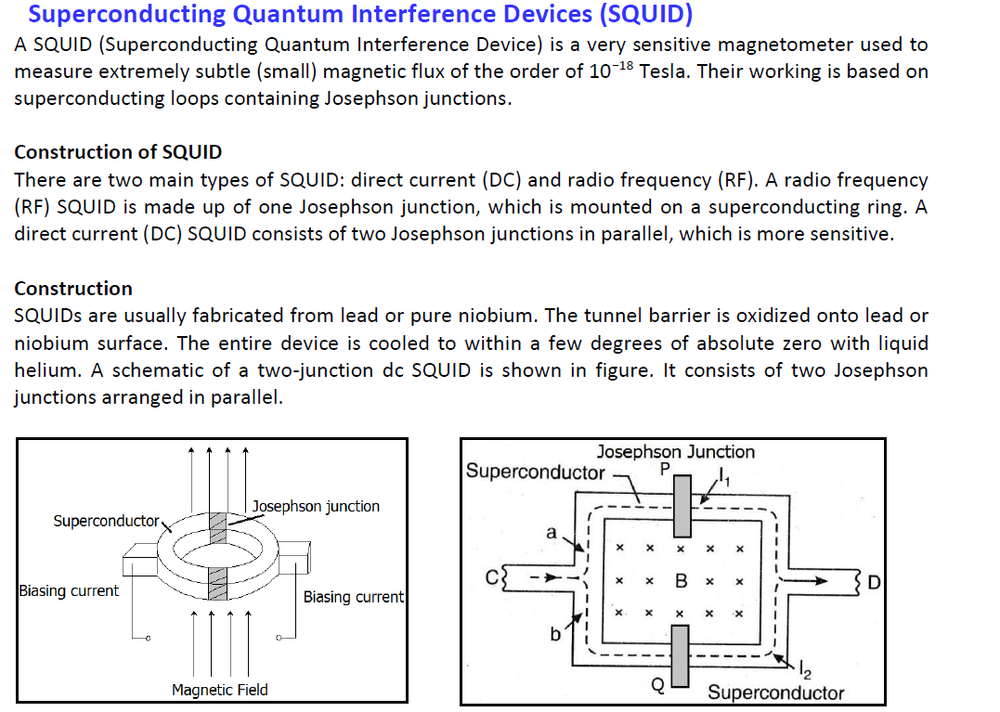 Superconducting Quantum Interference Devices (SQUID)
A SQUID (Superconducting Quantum Interference Device) is a very sensitive magnetometer used to
measure extremely subtle (small) magnetic flux of the order of 10⁻¹⁸ Tesla. Their working is based on
superconducting loops containing Josephson junctions.
Construction of SQUID
There are two main types of SQUID: direct current (DC) and radio frequency (RF). A radio frequency
(RF) SQUID is made up of one Josephson junction, which is mounted on a superconducting ring. A
direct current (DC) SQUID consists of two Josephson junctions in parallel, which is more sensitive.
Construction
SQUIDs are usually fabricated from lead or pure niobium. The tunnel barrier is oxidized onto lead or
niobium surface. The entire device is cooled to within a few degrees of absolute zero with liquid
helium. A schematic of a two-junction dc SQUID is shown in figure. It consists of two Josephson
junctions arranged in parallel.
Josephson junction
Superconductor
Biasing current
Biasing current
Magnetic Field
Josephson Junction
Superconductor
P
I₁
a
C
B
D
b
I₂
Q
Superconductor